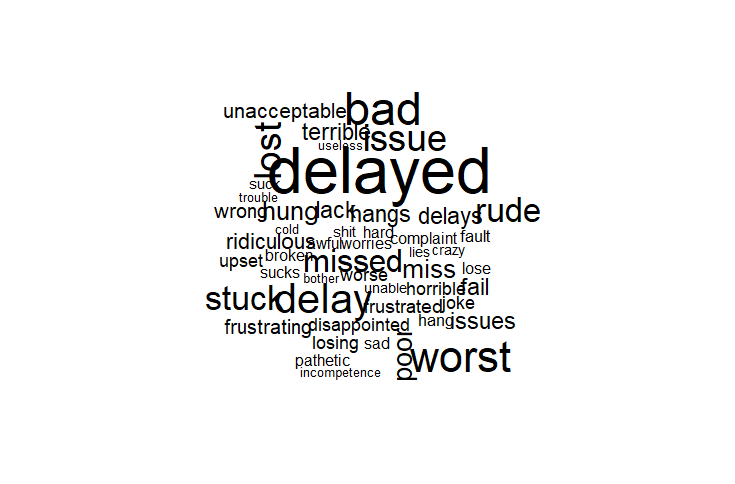 unacceptable
bad
terrible
issue
useless
lost
delayed
suck
trouble
wrong
hung
lack
hangs
delays
rude
cold
shit
hard
ridiculous
awful
worries
complaint
fault
lies
crazy
broken
upset
missed
miss
lose
sucks
bother
worse
unable
horrible
fail
stuck
delay
frustrated
joke
frustrating
disappointed
hang
issues
losing
sad
poor
worst
pathetic
incompetence